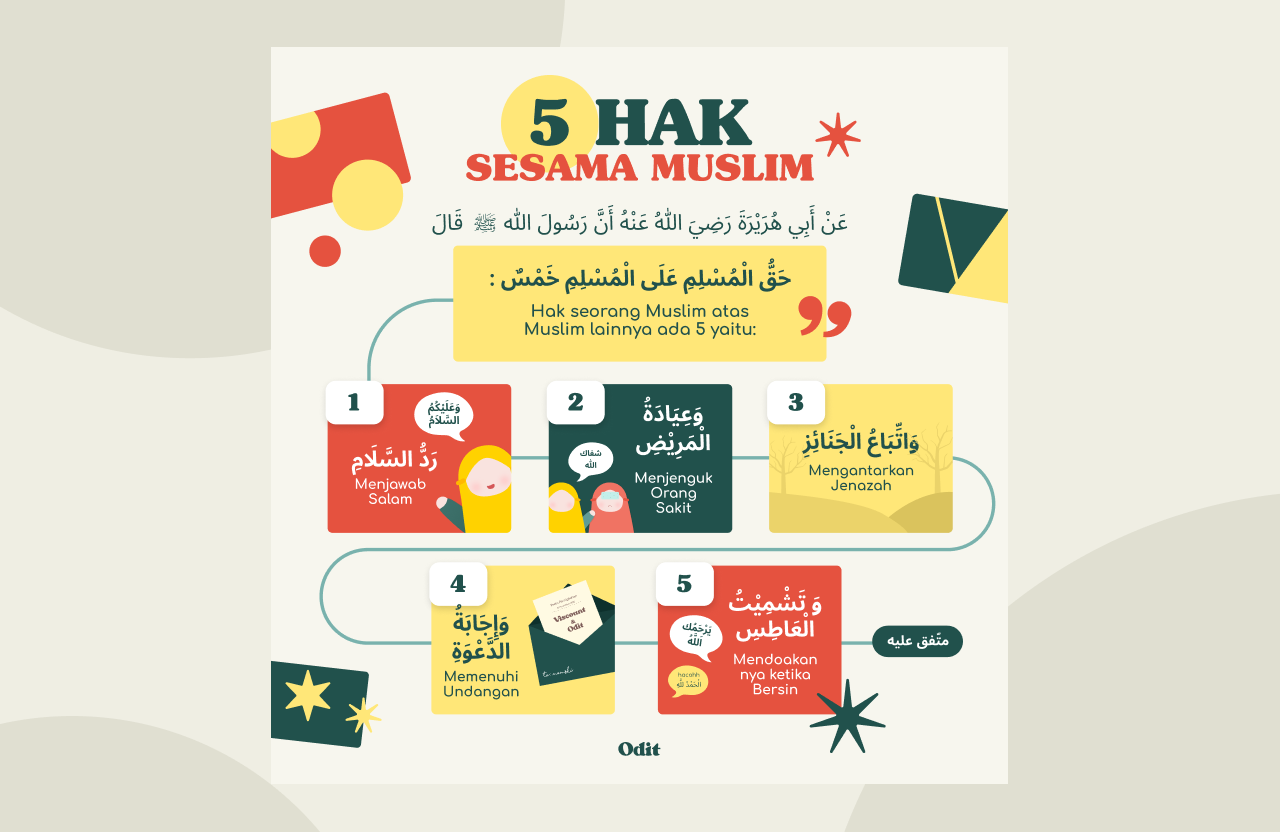 5 HAK
SESAMA MUSLIM
عَنْ أَبِي هُرَيْرَةَ رَضِيَ اللّٰهُ عَنْهُ أَنَّ رَسُولَ اللّٰه ﷺ قَالَ
حَقُّ الْمُسْلِمِ عَلَى الْمُسْلِمِ خَمْسٌ :
Hak seorang Muslim atas
Muslim lainnya ada 5 yaitu:
1
وَعَلَيْكُمُ
السَّلَامُ
رَدُّ السَّلَامِ
Menjawab
Salam
2
وَعِيَادَةُ
الْمَرِيْضِ
شفاك
الله
Menjenguk
Orang
Sakit
3
وَاتِّبَاعُ الْجَنَائِزِ
Mengantarkan
Jenazah
4
وَإِجَابَةُ
الدَّعْوَةِ
Memenuhi
Undangan
Viscount
&
Odit
5
وَ تَشْمِيْتُ
الْعَاطِسِ
يَرْحَمُك
اللّٰهُ
hacahh
الْحَمْدُ لِلّٰهِ
Mendoakan
nya ketika
Bersin
متّفق عليه
Odit